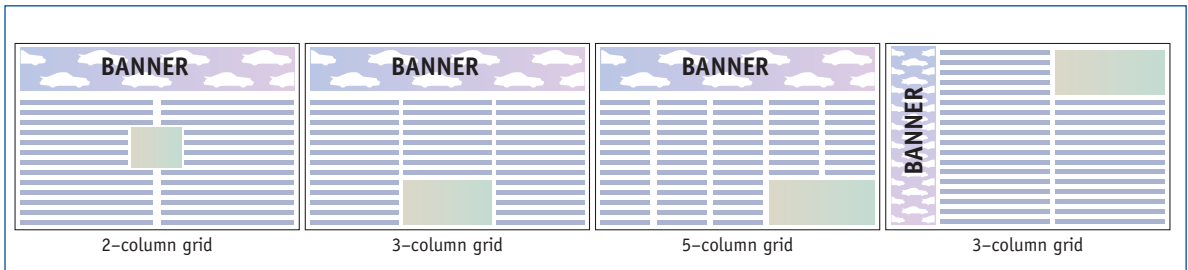 BANNER
BANNER
BANNER
BANNER
2–column grid
3–column grid
5–column grid
3–column grid